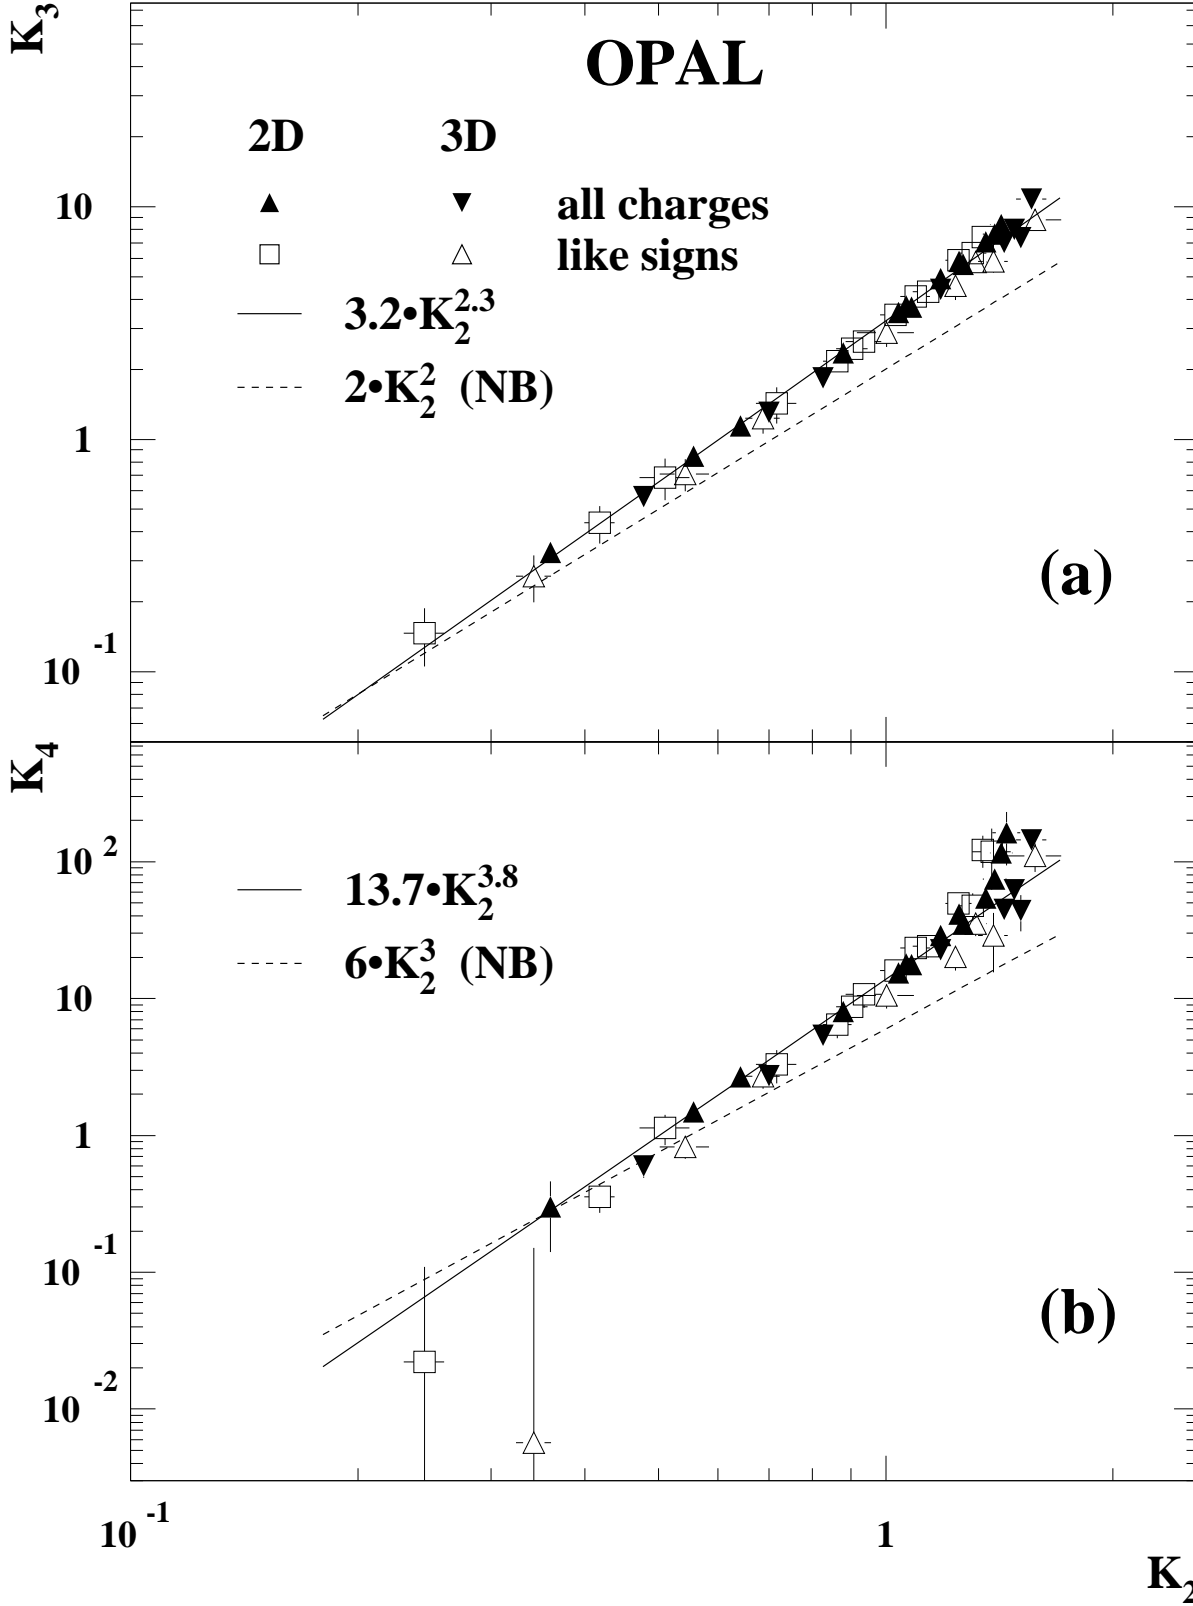 K₃
OPAL
2D 3D
all charges
like signs
3.2•K₂^2.3
2•K₂^2 (NB)
10
1
10^-1
(a)
K₄
13.7•K₂^3.8
6•K₂^3 (NB)
10^2
10
1
10^-1
10^-2
(b)
10^-1 1
K₂